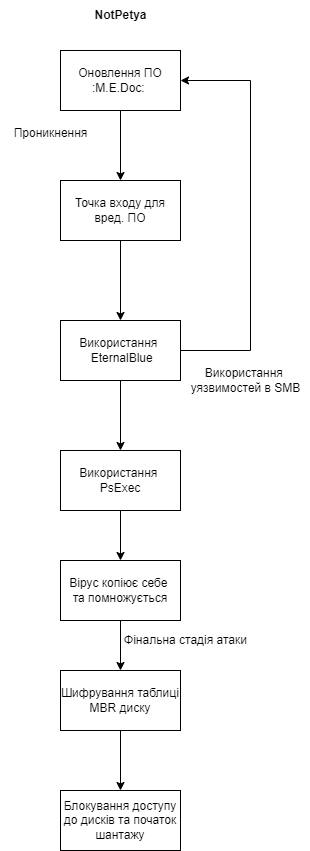 NotPetya
Оновлення ПО
:M.E.Doc:
Проникнення
Точка входу для
вред. ПО
Використання
EternalBlue
Використання
уязвимостей в SMB
Використання
PsExec
Вірус копіює себе
та помножується
Фінальна стадія атаки
Шифрування таблиці
MBR диску
Блокування доступу
до дисків та початок
шантажу